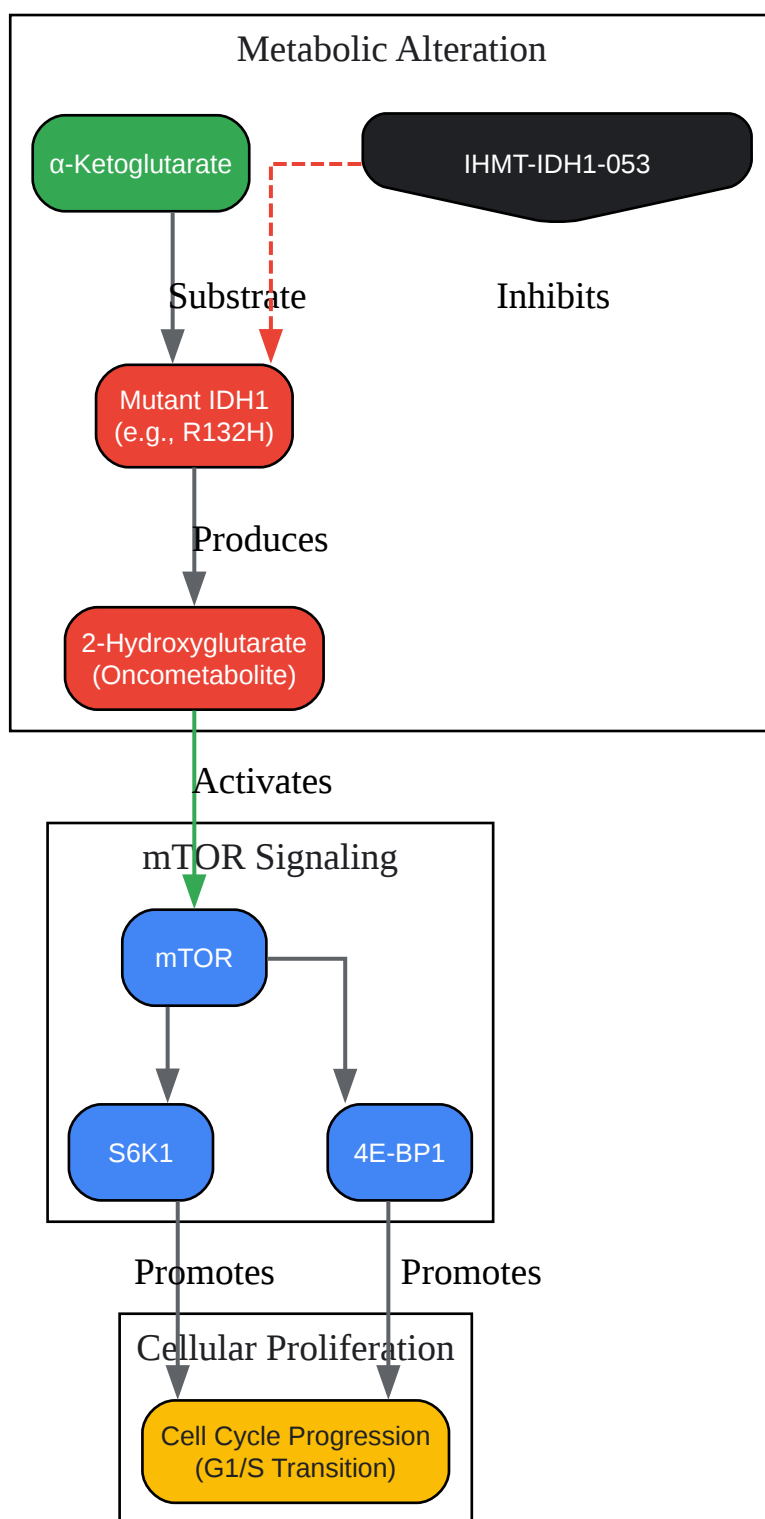 Metabolic Alteration
α-Ketoglutarate
IHMT-IDH1-053
Substrate
Inhibits
Mutant IDH1
(e.g., R132H)
Produces
2-Hydroxyglutarate
(Oncometabolite)
Activates
mTOR Signaling
mTOR
S6K1
4E-BP1
Promotes
Promotes
Cellular Proliferation
Cell Cycle Progression
(G1/S Transition)